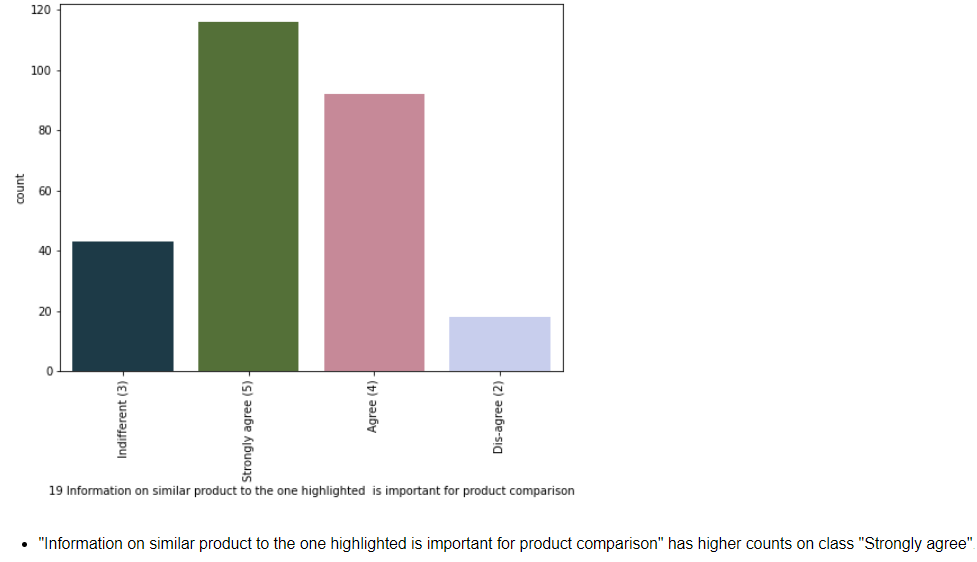 120
100
80
60
40
20
0
count
Indifferent (3)
Strongly agree (5)
Agree (4)
Dis-agree (2)
19 Information on similar product to the one highlighted  is important for product comparison
• "Information on similar product to the one highlighted is important for product comparison" has higher counts on class "Strongly agree"